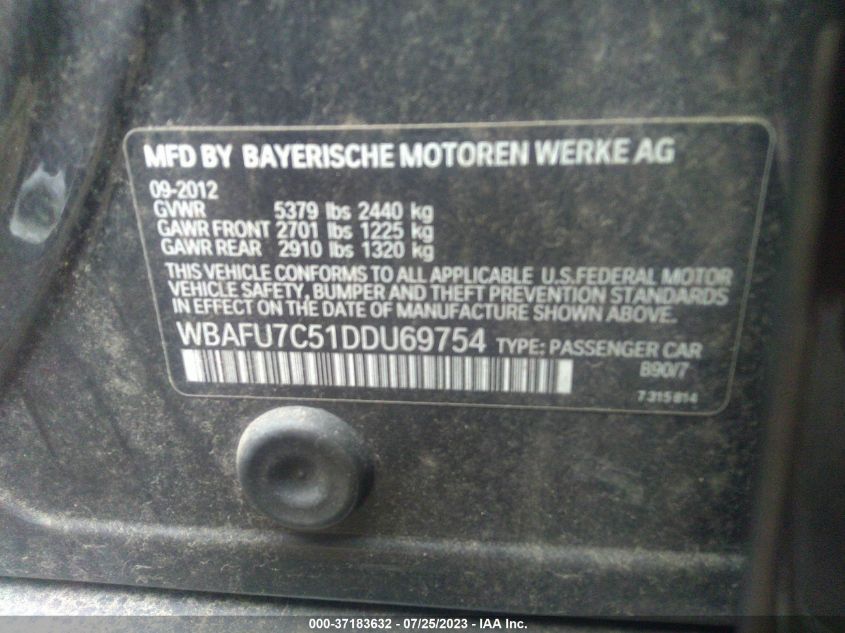 MFD BY BAYERISCHE MOTOREN WERKE AG
09-2012
GVWR 5379 lbs 2440 kg
GAWR FRONT 2701 lbs 1225 kg
GAWR REAR 2910 lbs 1320 kg
THIS VEHICLE CONFORMS TO ALL APPLICABLE U.S.FEDERAL MOTOR
VEHICLE SAFETY, BUMPER AND THEFT PREVENTION STANDARDS
IN EFFECT ON THE DATE OF MANUFACTURE SHOWN ABOVE.
WBAFU7C51DDU69754 TYPE: PASSENGER CAR
B90/7
7 315 814
000-37183632 - 07/25/2023 - IAA Inc.